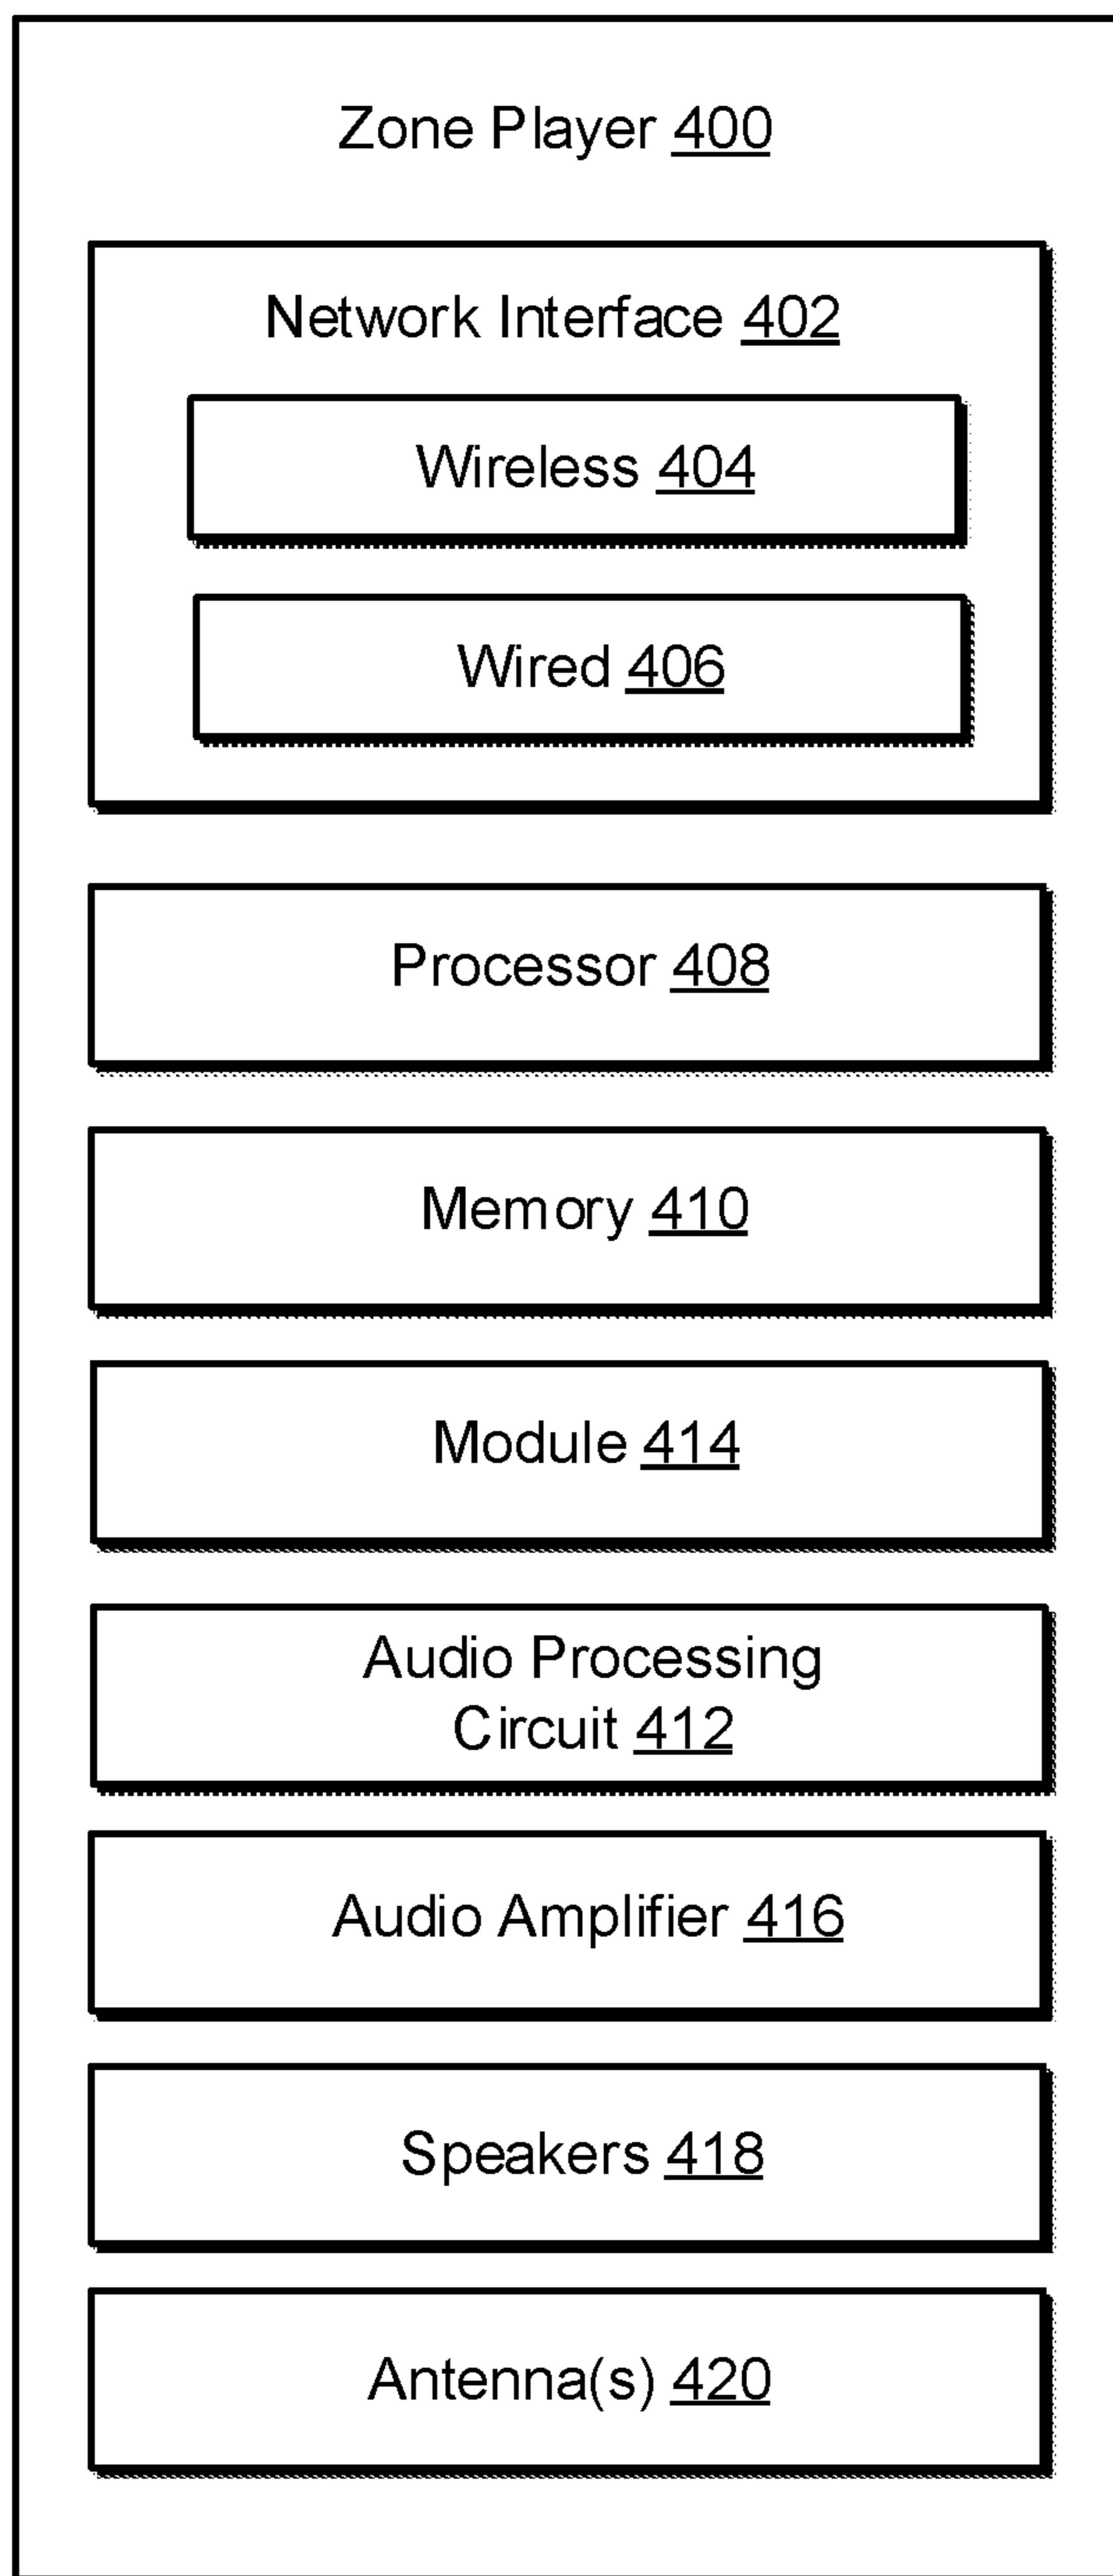 Zone Player 400
Network Interface 402
Wireless 404
Wired 406
Processor 408
Memory 410
Module 414
Audio Processing
Circuit 412
Audio Amplifier 416
Speakers 418
Antenna(s) 420